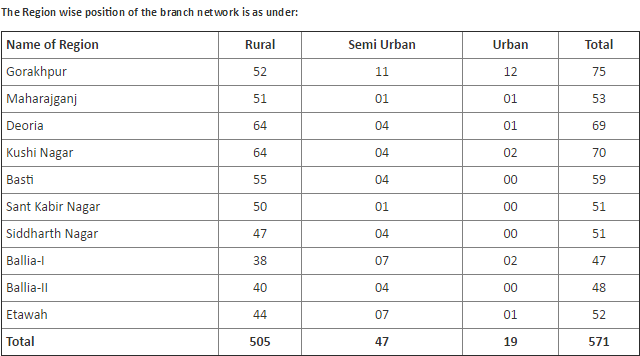 The Region wise position of the branch network is as under:
Name of Region Rural Semi Urban Urban Total
Gorakhpur 52 11 12 75
Maharajganj 51 01 01 53
Deoria 64 04 01 69
Kushi Nagar 64 04 02 70
Basti 55 04 00 59
Sant Kabir Nagar 50 01 00 51
Siddharth Nagar 47 04 00 51
Ballia-I 38 07 02 47
Ballia-II 40 04 00 48
Etawah 44 07 01 52
Total 505 47 19 571